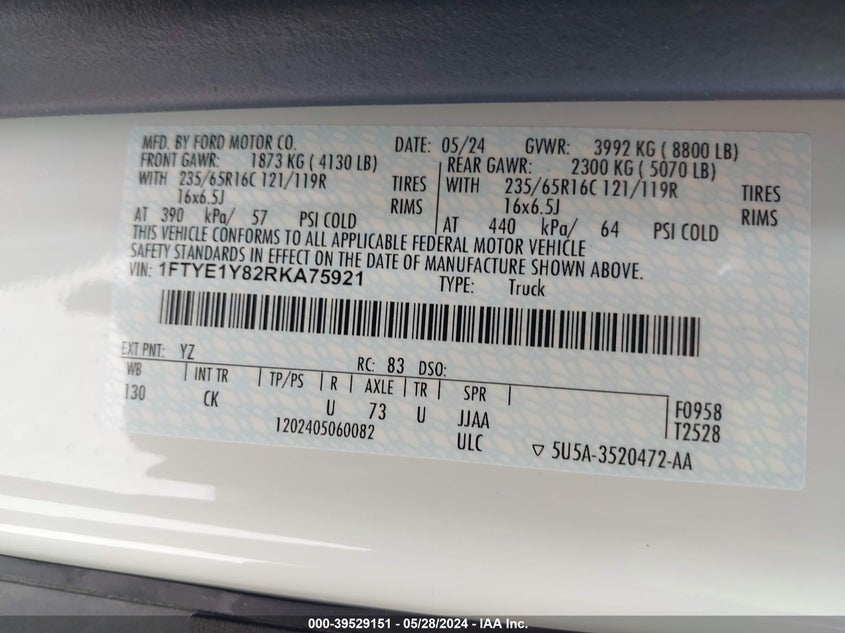 MFD. BY FORD MOTOR CO. DATE: 05/24 GVWR: 3992 KG ( 8800 LB)
FRONT GAWR: 1873 KG ( 4130 LB) REAR GAWR: 2300 KG ( 5070 LB)
WITH 235/65R16C 121/119R TIRES WITH 235/65R16C 121/119R TIRES
16x6.5J RIMS 16x6.5J RIMS
AT 390 kPa/ 57 PSI COLD AT 440 kPa/ 64 PSI COLD
THIS VEHICLE CONFORMS TO ALL APPLICABLE FEDERAL MOTOR VEHICLE
SAFETY STANDARDS IN EFFECT ON THE DATE OF MANUFACTURE SHOWN ABOVE.
VIN: 1FTYE1Y82RKA75921 TYPE: Truck
EXT PNT: YZ RC: 83 DSO:
WB INT TR TP/PS R AXLE TR SPR F0958
130 CK U 73 U JJAA T2528
1202405060082 ULC ▽ 5U5A-3520472-AA
000-39529151 / 05/28/2024 - IAA Inc.